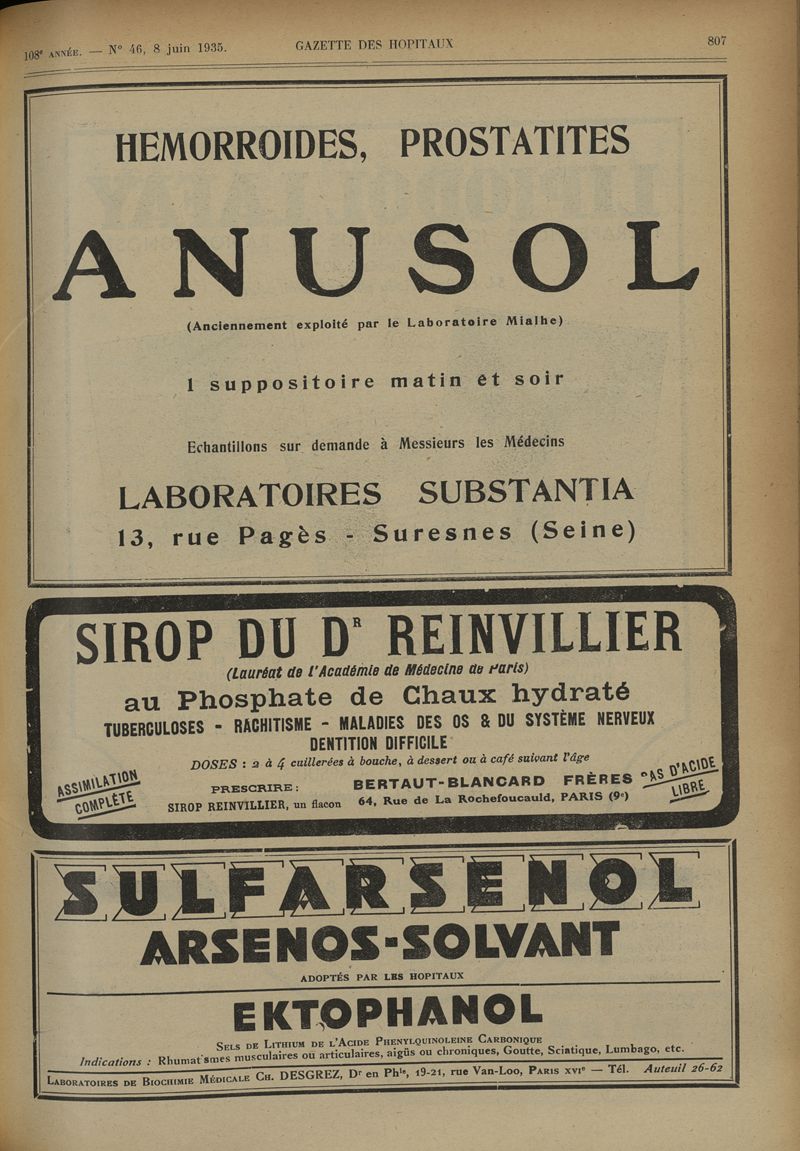 108e ANNÉE. — N° 46, 8 juin 1935. GAZETTE DES HOPITAUX 807
HEMORROIDES, PROSTATITES
ANUSOL
(Anciennement exploité par le Laboratoire Mialhe)
1 suppositoire matin et soir
Echantillons sur demande à Messieurs les Médecins
LABORATOIRES SUBSTANTIA
13, rue Pagès - Suresnes (Seine)
SIROP DU DR REINVILLIER
(Lauréat de l'Académie de Médecine de Paris)
au Phosphate de Chaux hydraté
TUBERCULOSES - RACHITISME - MALADIES DES OS & DU SYSTÈME NERVEUX
DENTITION DIFFICILE
DOSES : 2 à 4 cuillerées à bouche, à dessert ou à café suivant l'âge
ASSIMILATION
COMPLÈTE
PRESCRIRE :
SIROP REINVILLIER, un flacon
BERTAUT-BLANCARD FRÈRES
64, Rue de La Rochefoucauld, PARIS (9e)
PAS D'ACIDE
LIBRE
SULFARSENOL
ARSENOS-SOLVANT
ADOPTÉS PAR LES HOPITAUX
EKTOPHANOL
SELS DE LITHIUM DE L'ACIDE PHENYLQUINOLEINE CARBONIQUE
Indications : Rhumat smes musculaires ou articulaires, aigüs ou chroniques, Goutte, Sciatique, Lumbago, etc.
LABORATOIRES DE BIOCHIMIE MÉDICALE CH. DESGREZ, Dr en Phie, 19-21, rue Van-Loo, PARIS XVIe — Tél. Auteuil 26-62